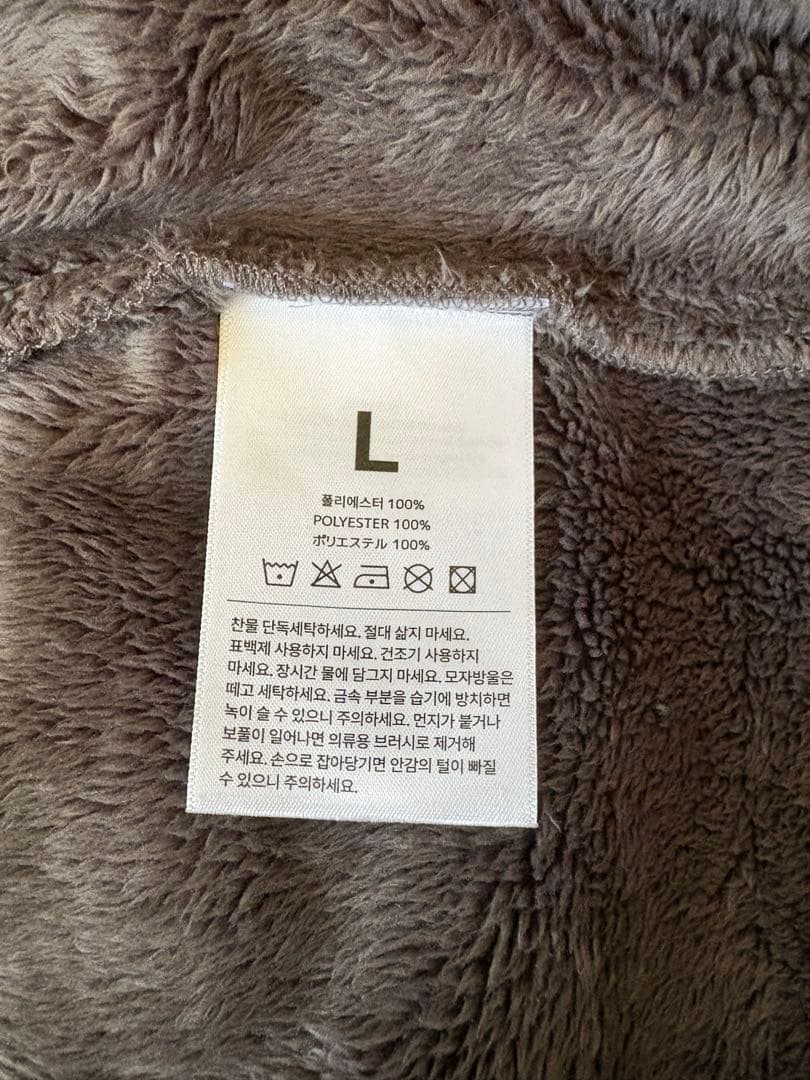 L
폴리에스터 100%
POLYESTER 100%
ポリエステル 100%
찬물 단독세탁하세요. 절대 삶지 마세요.
표백제 사용하지 마세요. 건조기 사용하지
마세요. 장시간 물에 담그지 마세요. 모자방울은
떼고 세탁하세요. 금속 부분을 습기에 방치하면
녹이 슬 수 있으니 주의하세요. 먼지가 붙거나
보풀이 일어나면 의류용 브러시로 제거해
주세요. 손으로 잡아당기면 안감의 털이 빠질
수 있으니 주의하세요.